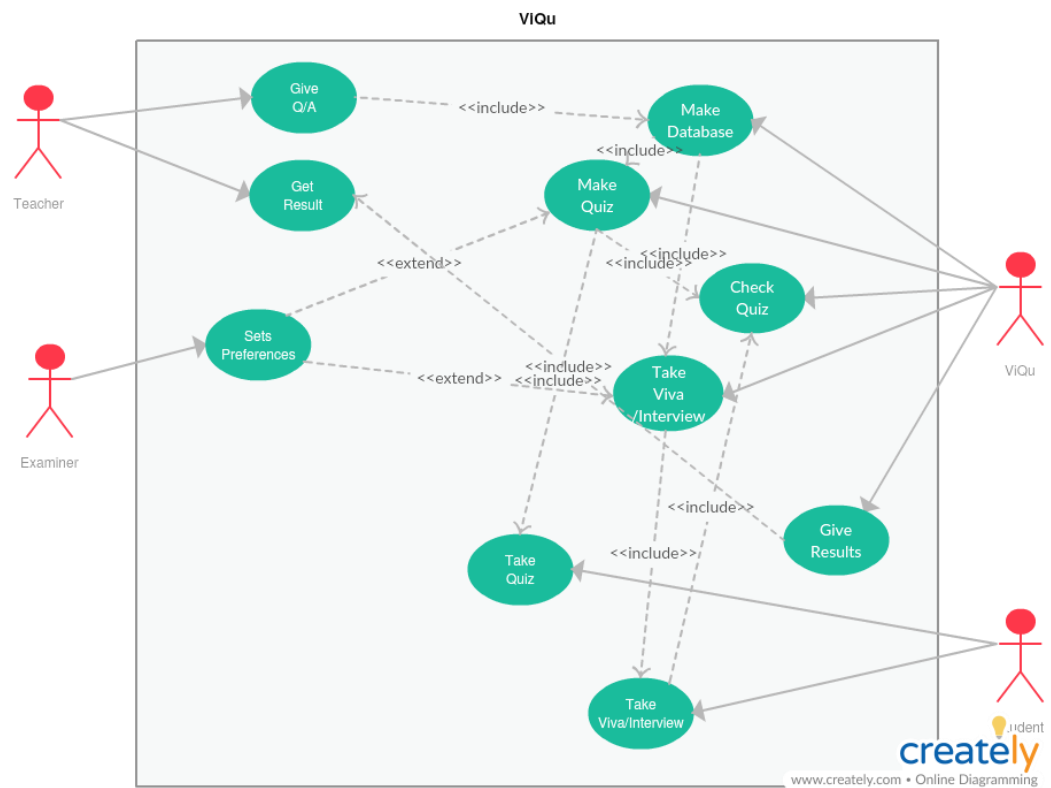 ViQu
Give
Q/A
<<include>>
Make
Database
<<include>>
Teacher
Get
Result
Make
Quiz
<<include>>
<<extend>>
<<include>>
Check
Quiz
Sets
Preferences
ViQu
<<include>>
<<extend>>
<<include>>
Take
Viva
/Interview
Examiner
<<include>>
Give
Results
<<include>>
Take
Quiz
Take
Viva/Interview
udent
creately
www.creately.com • Online Diagramming